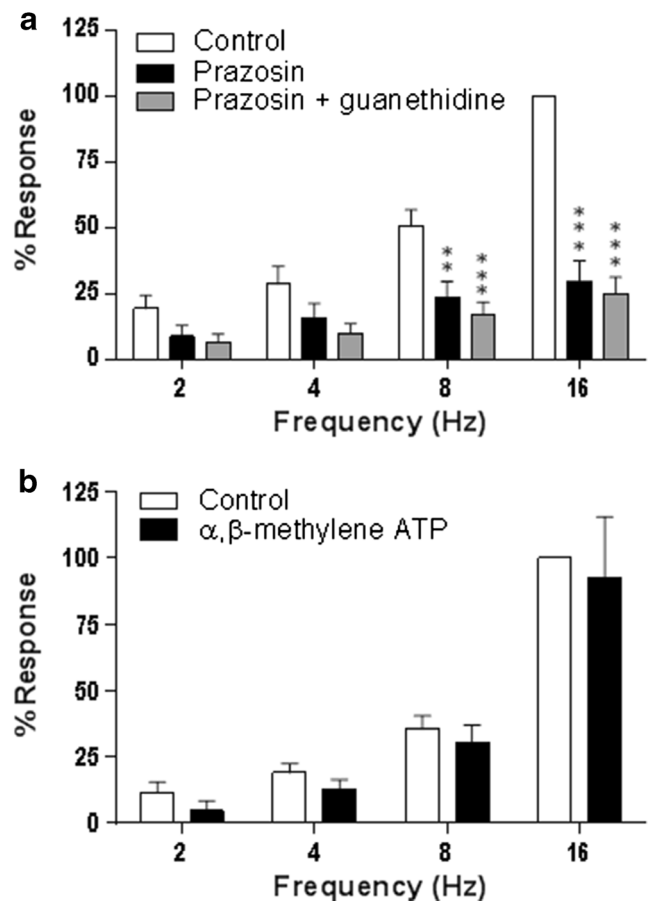 a
125
100
75
50
25
0
% Response
Control
Prazosin
Prazosin + guanethidine
** *** *** ***
2 4 8 16
Frequency (Hz)
b
125
100
75
50
25
0
% Response
Control
α,β-methylene ATP
2 4 8 16
Frequency (Hz)